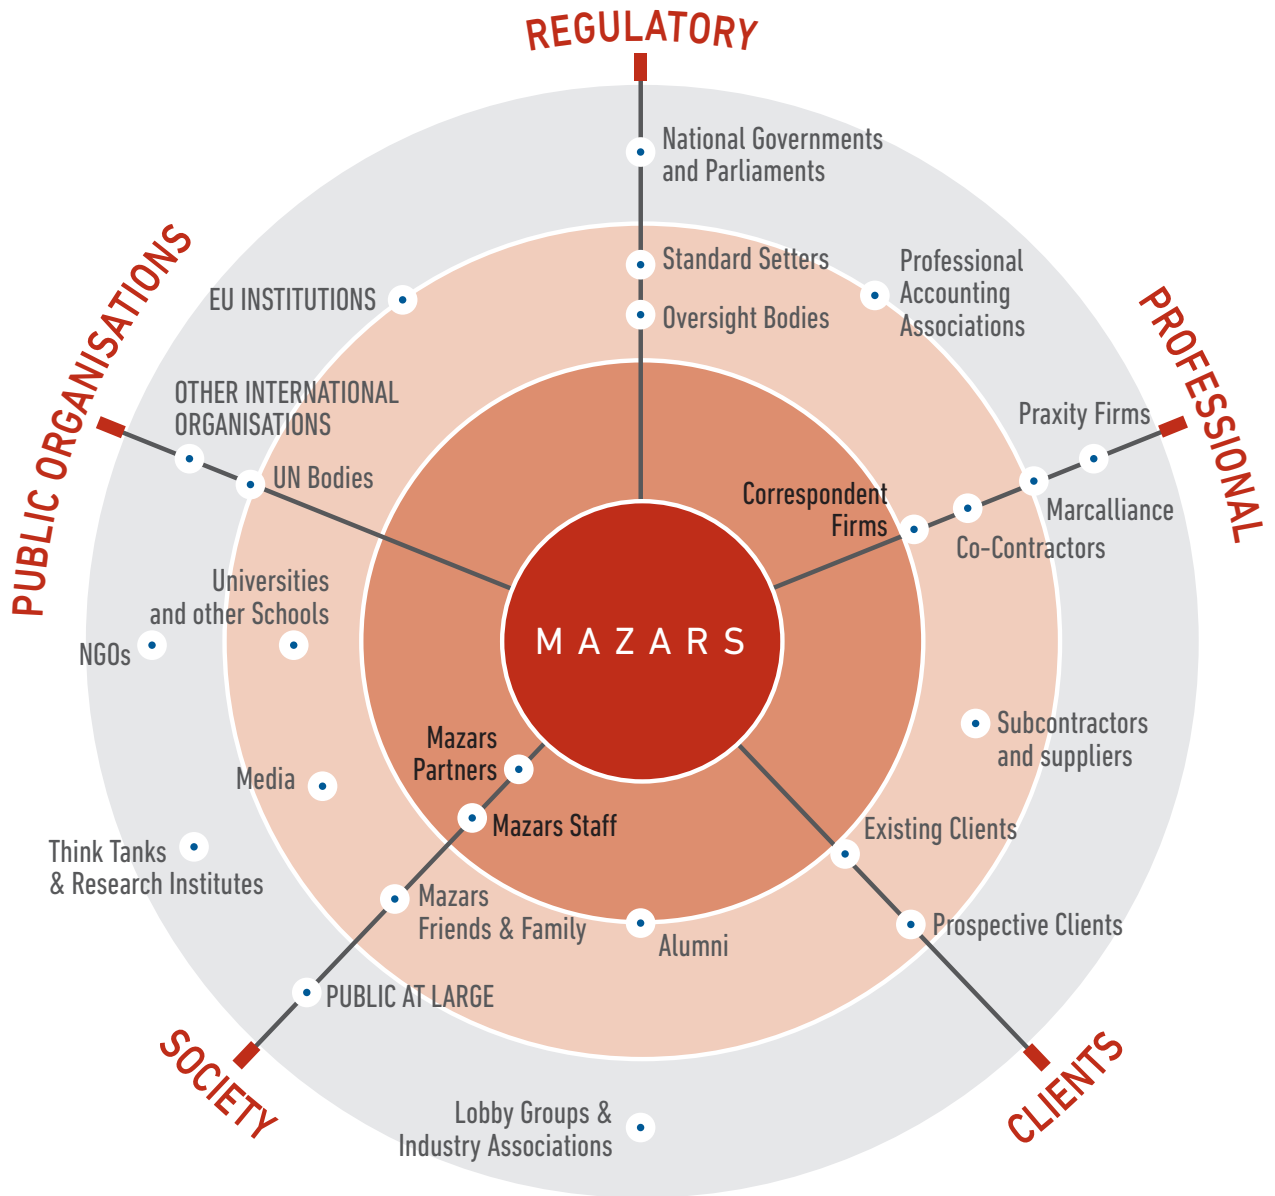 REGULATORY
National Governments
and Parliaments
Standard Setters
Oversight Bodies
Professional
Accounting
Associations
EU INSTITUTIONS
PUBLIC ORGANISATIONS
OTHER INTERNATIONAL
ORGANISATIONS
UN Bodies
PROFESSIONAL
Praxity Firms
Marcalliance
Correspondent
Firms
Co-Contractors
Universities
and other Schools
NGOs
MAZARS
Subcontractors
and suppliers
Mazars
Partners
Media
Mazars Staff
Existing Clients
Think Tanks
& Research Institutes
Mazars
Friends & Family
Alumni
Prospective Clients
PUBLIC AT LARGE
SOCIETY
CLIENTS
Lobby Groups &
Industry Associations